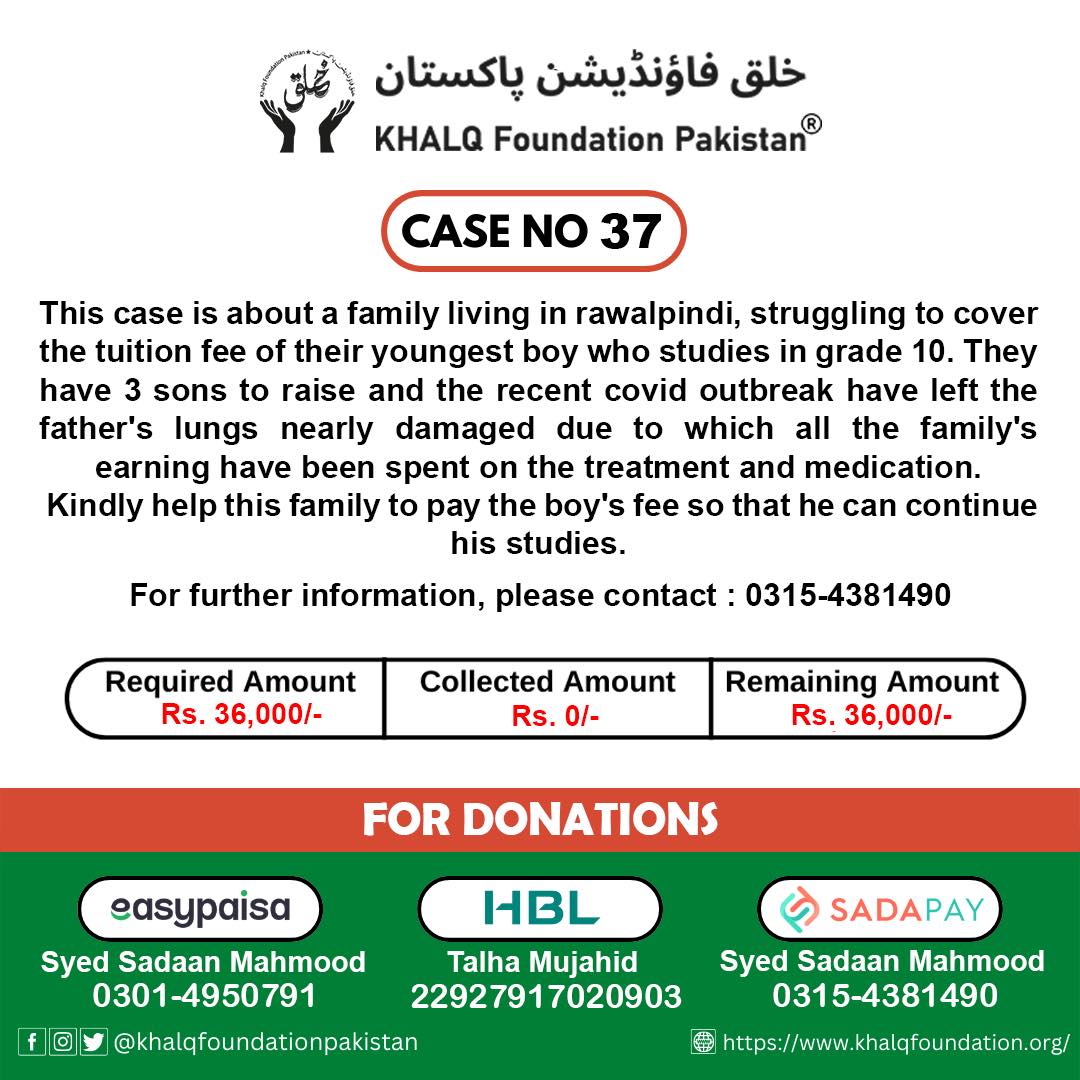 خلق فاؤنڈیشن پاکستان
KHALQ Foundation Pakistan®
CASE NO 37
This case is about a family living in rawalpindi, struggling to cover
the tuition fee of their youngest boy who studies in grade 10. They
have 3 sons to raise and the recent covid outbreak have left the
father's lungs nearly damaged due to which all the family's
earning have been spent on the treatment and medication.
Kindly help this family to pay the boy's fee so that he can continue
his studies.
For further information, please contact : 0315-4381490
Required Amount Collected Amount Remaining Amount
Rs. 36,000/- Rs. 0/- Rs. 36,000/-
FOR DONATIONS
easypaisa HBL SADAPAY
Syed Sadaan Mahmood Talha Mujahid Syed Sadaan Mahmood
0301-4950791 22927917020903 0315-4381490
@khalqfoundationpakistan https://www.khalqfoundation.org/